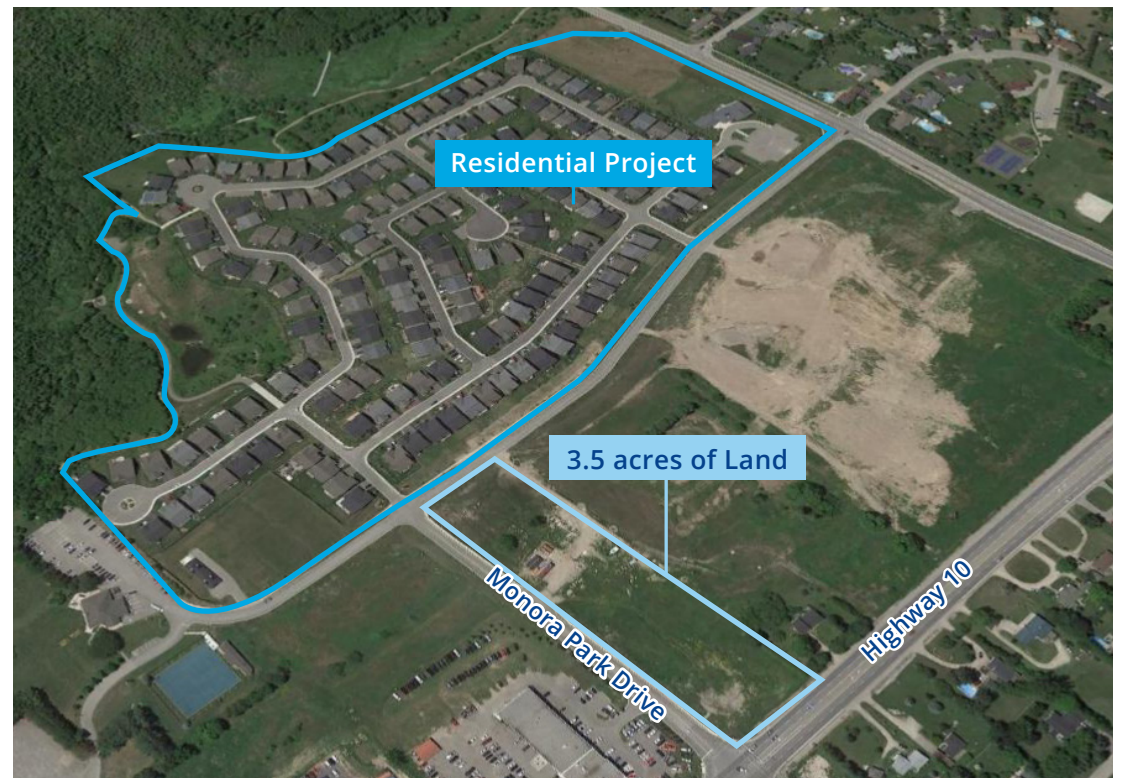 Residential Project
3.5 acres of Land
Monora Park Drive
Highway 10